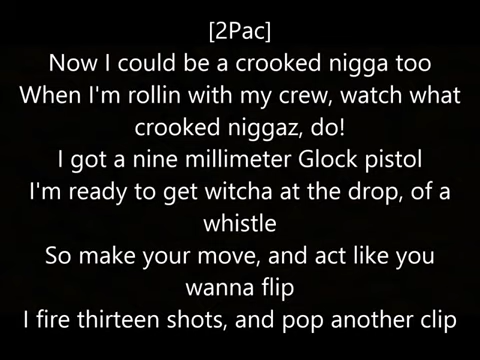 [2Pac]
Now I could be a crooked nigga too
When I'm rollin with my crew, watch what
crooked niggaz, do!
I got a nine millimeter Glock pistol
I'm ready to get witcha at the drop, of a
whistle
So make your move, and act like you
wanna flip
I fire thirteen shots, and pop another clip